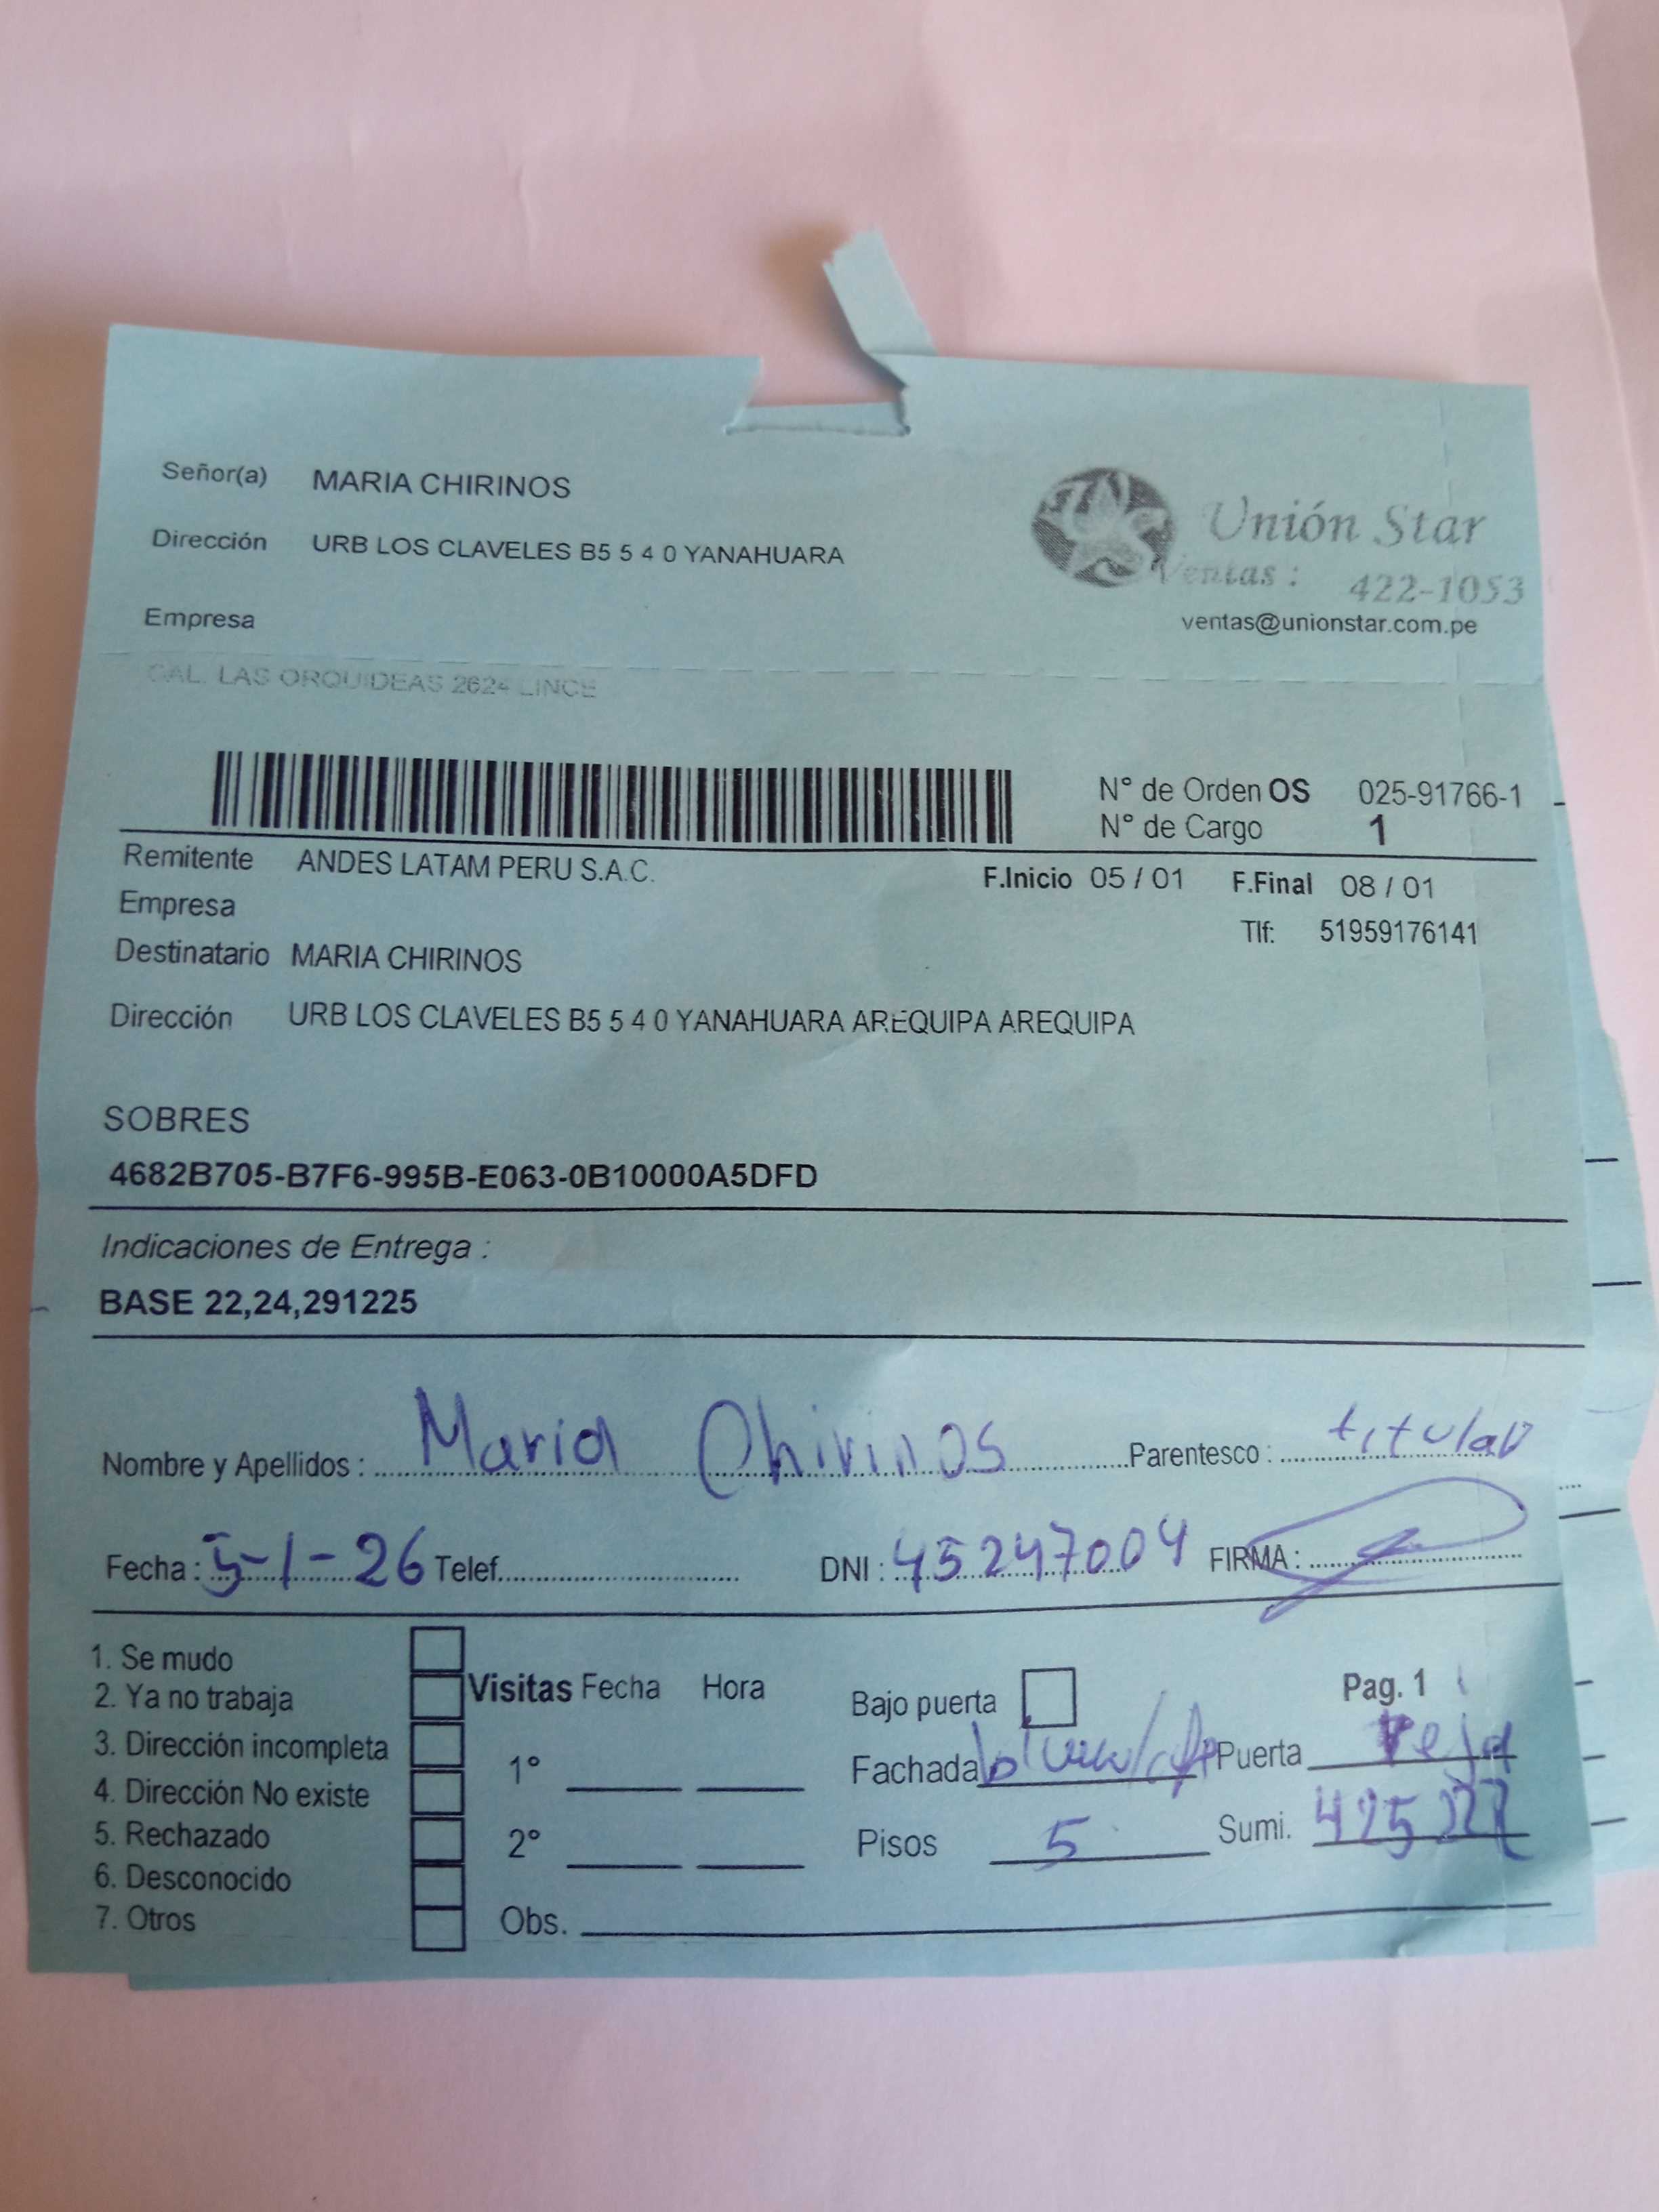 Señor(a) MARIA CHIRINOS
Unión Star
Dirección URB LOS CLAVELES B5 5 4 0 YANAHUARA
Ventas : 422-1053
Empresa
ventas@unionstar.com.pe
CAL. LAS ORQUIDEAS 2624 LINCE
N° de Orden OS 025-91766-1
N° de Cargo 1
Remitente ANDES LATAM PERU S.A.C.
F.Inicio 05 / 01 F.Final 08 / 01
Empresa
Tlf: 51959176141
Destinatario MARIA CHIRINOS
Dirección URB LOS CLAVELES B5 5 4 0 YANAHUARA AREQUIPA AREQUIPA
SOBRES
4682B705-B7F6-995B-E063-0B10000A5DFD
Indicaciones de Entrega :
BASE 22,24,291225
Nombre y Apellidos : Maria Chirinos Parentesco : titular
Fecha : 5-1-26 Telef. DNI : 45247004 FIRMA :
1. Se mudo
2. Ya no trabaja
3. Dirección incompleta
4. Dirección No existe
5. Rechazado
6. Desconocido
7. Otros
Visitas Fecha Hora
1°
2°
Obs.
Bajo puerta Pag. 1
Fachada Puerta reja
Pisos 5 Sumi.